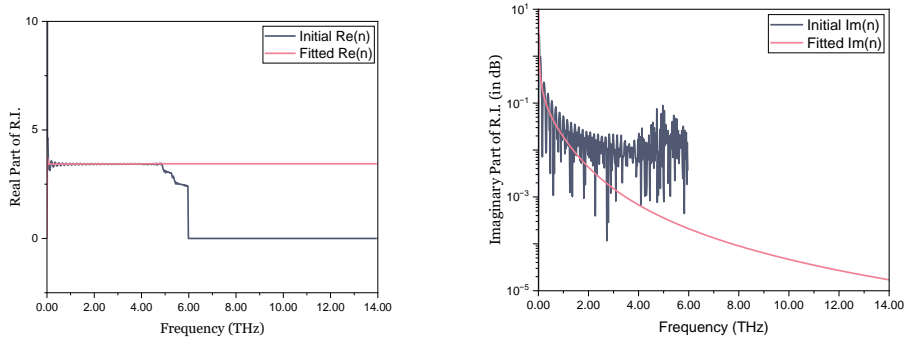 10
5
0
Real Part of R.I.
Initial Re(n)
Fitted Re(n)
0.00 2.00 4.00 6.00 8.00 10.00 12.00 14.00
Frequency (THz)
10¹
10⁻¹
10⁻³
10⁻⁵
Imaginary Part of R.I. (in dB)
Initial Im(n)
Fitted Im(n)
0.00 2.00 4.00 6.00 8.00 10.00 12.00 14.00
Frequency (THz)